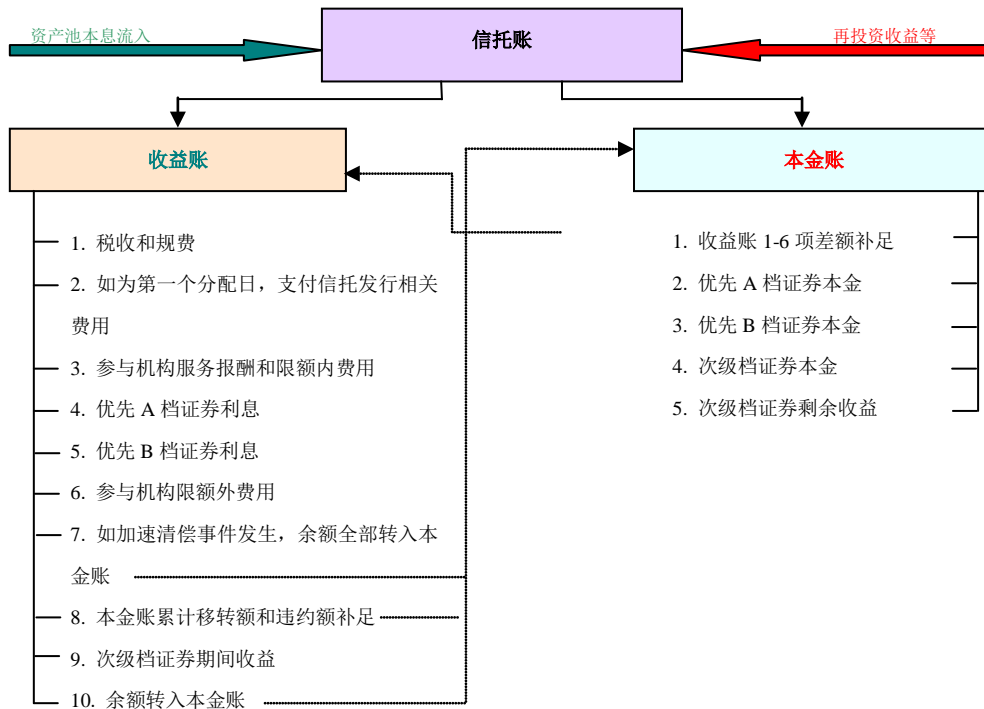 资产池本息流入
信托账
再投资收益等
收益账
本金账
1. 税收和规费
2. 如为第一个分配日，支付信托发行相关
费用
3. 参与机构服务报酬和限额内费用
4. 优先 A 档证券利息
5. 优先 B 档证券利息
6. 参与机构限额外费用
7. 如加速清偿事件发生，余额全部转入本
金账
8. 本金账累计移转额和违约额补足
9. 次级档证券期间收益
10. 余额转入本金账
1. 收益账 1-6 项差额补足
2. 优先 A 档证券本金
3. 优先 B 档证券本金
4. 次级档证券本金
5. 次级档证券剩余收益